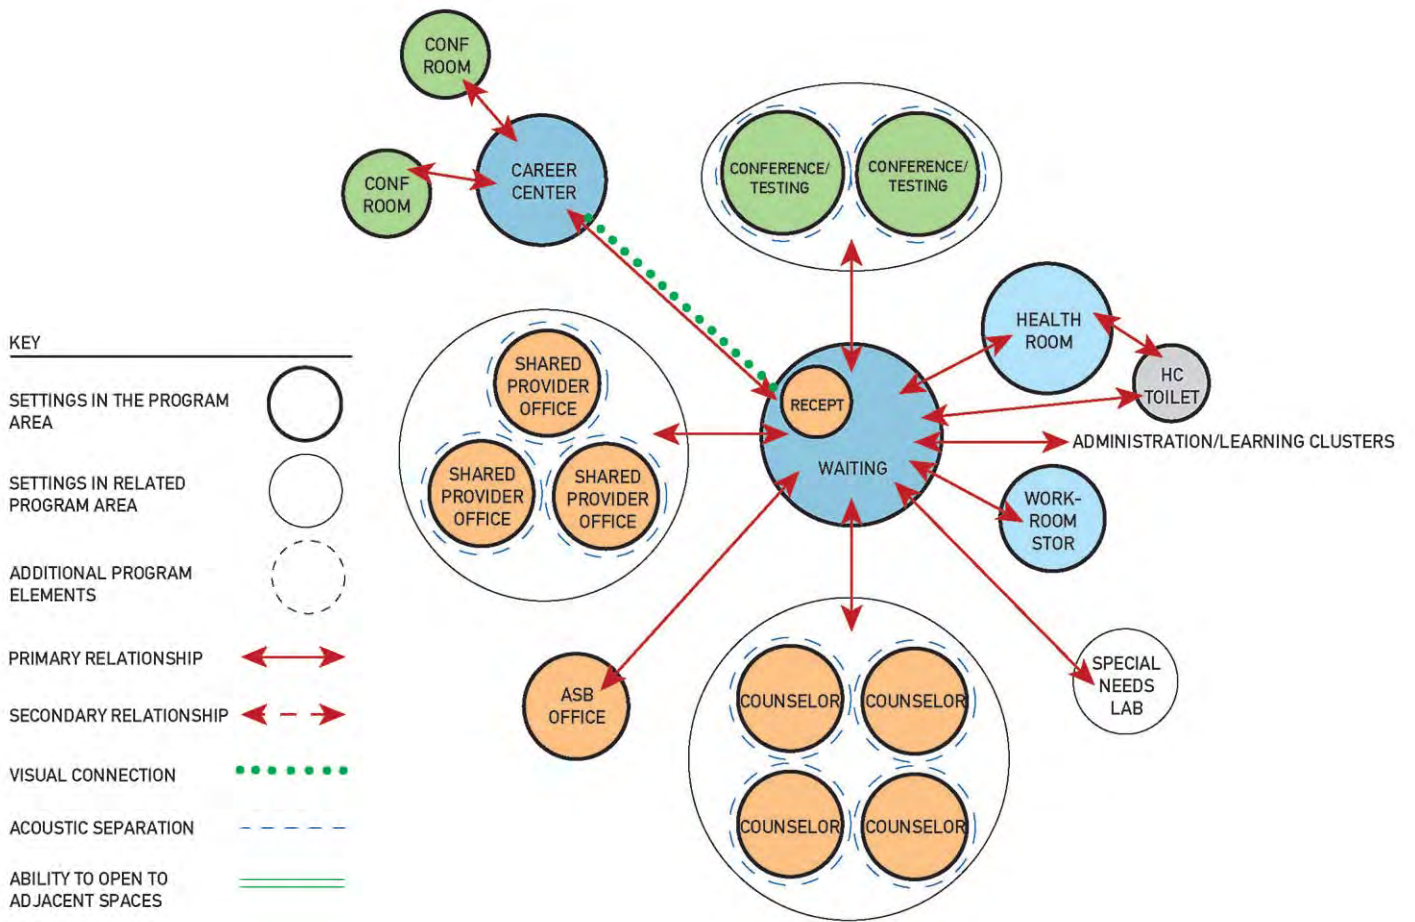 CONF
ROOM
CONF
ROOM
CAREER
CENTER
CONFERENCE/
TESTING
CONFERENCE/
TESTING
HEALTH
ROOM
HC
TOILET
ADMINISTRATION/LEARNING CLUSTERS
RECEPT
WAITING
WORK-
ROOM
STOR
SHARED
PROVIDER
OFFICE
SHARED
PROVIDER
OFFICE
SHARED
PROVIDER
OFFICE
ASB
OFFICE
COUNSELOR
COUNSELOR
COUNSELOR
COUNSELOR
SPECIAL
NEEDS
LAB
KEY
SETTINGS IN THE PROGRAM
AREA
SETTINGS IN RELATED
PROGRAM AREA
ADDITIONAL PROGRAM
ELEMENTS
PRIMARY RELATIONSHIP
SECONDARY RELATIONSHIP
VISUAL CONNECTION
ACOUSTIC SEPARATION
ABILITY TO OPEN TO
ADJACENT SPACES